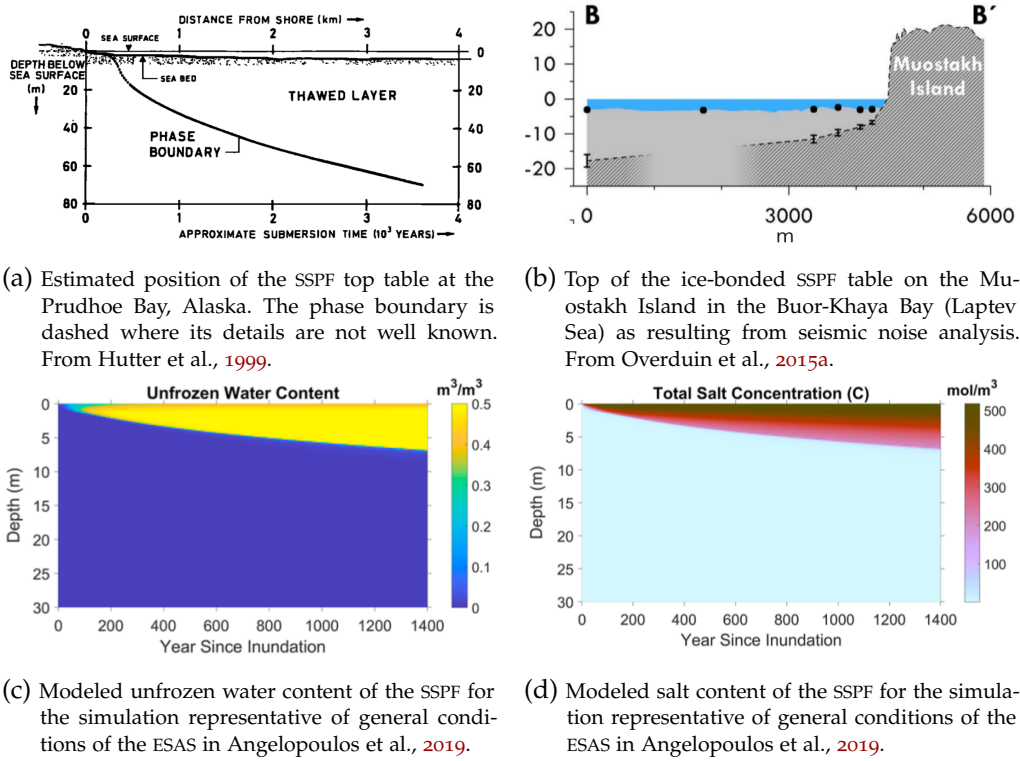 DISTANCE FROM SHORE (km)
0 1 2 3 4
SEA SURFACE
DEPTH BELOW
SEA SURFACE
(m)
SEA BED
0
20 20
40 40
60 60
80 80
THAWED LAYER
PHASE
BOUNDARY
0 1 2 3 4
APPROXIMATE SUBMERSION TIME (10³ YEARS)
B B´
20
10
0
-10
-20
Muostakh
Island
0 3000 6000
m
(a) Estimated position of the SSPF top table at the
Prudhoe Bay, Alaska. The phase boundary is
dashed where its details are not well known.
From Hutter et al., 1999.
(b) Top of the ice-bonded SSPF table on the Mu-
ostakh Island in the Buor-Khaya Bay (Laptev
Sea) as resulting from seismic noise analysis.
From Overduin et al., 2015a.
Unfrozen Water Content
m³/m³
0
5
10
15
20
25
30
Depth (m)
0 200 400 600 800 1000 1200 1400
Year Since Inundation
0.5
0.4
0.3
0.2
0.1
0
Total Salt Concentration (C)
mol/m³
0
5
10
15
20
25
30
Depth (m)
0 200 400 600 800 1000 1200 1400
Year Since Inundation
500
400
300
200
100
(c) Modeled unfrozen water content of the SSPF for
the simulation representative of general condi-
tions of the ESAS in Angelopoulos et al., 2019.
(d) Modeled salt content of the SSPF for the simula-
tion representative of general conditions of the
ESAS in Angelopoulos et al., 2019.